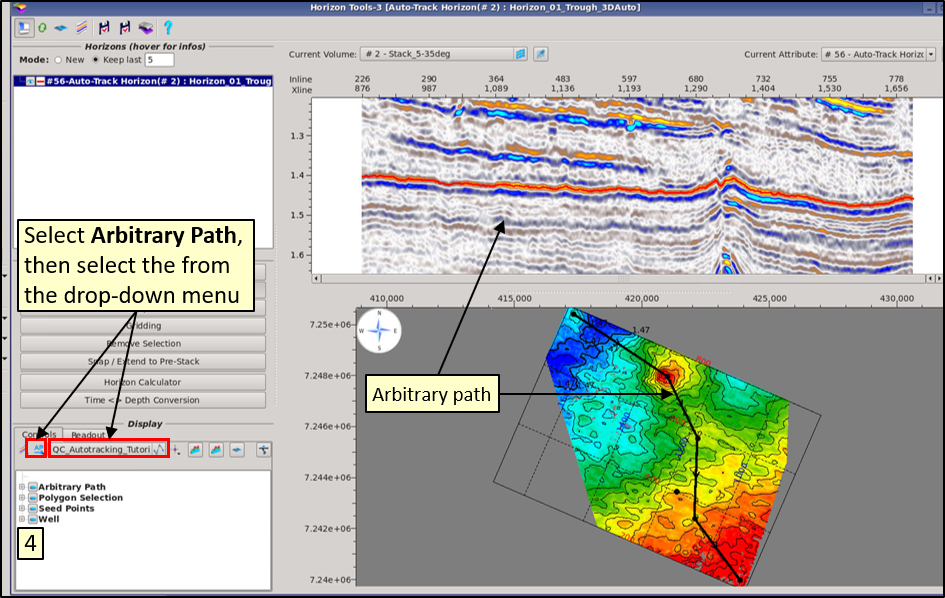 Horizon Tools-3 [Auto-Track Horizon(# 2) : Horizon_01_Trough_3DAuto]
Horizons (hover for infos)
Mode: New Keep last 5
#56-Auto-Track Horizon(# 2) : Horizon_01_Troug
Current Volume: # 2 - Stack_5-35deg
Current Attribute: # 56 - Auto-Track Horizo
Inline 226 290 364 483 597 680 732 755 778
Xline 876 987 1,089 1,136 1,193 1,290 1,404 1,530 1,656
1.3
1.4
1.5
1.6
Select Arbitrary Path,
then select the from
the drop-down menu
Gridding
Remove Selection
Snap / Extend to Pre-Stack
Horizon Calculator
Time <> Depth Conversion
Display
Controls Readout
QC_Autotracking_Tutori
Arbitrary Path
Polygon Selection
Seed Points
Well
4
410,000 415,000 420,000 425,000 430,000
N
W E
S
7.25e+06
7.248e+06
7.246e+06
7.244e+06
7.242e+06
7.24e+06
1.47
Arbitrary path